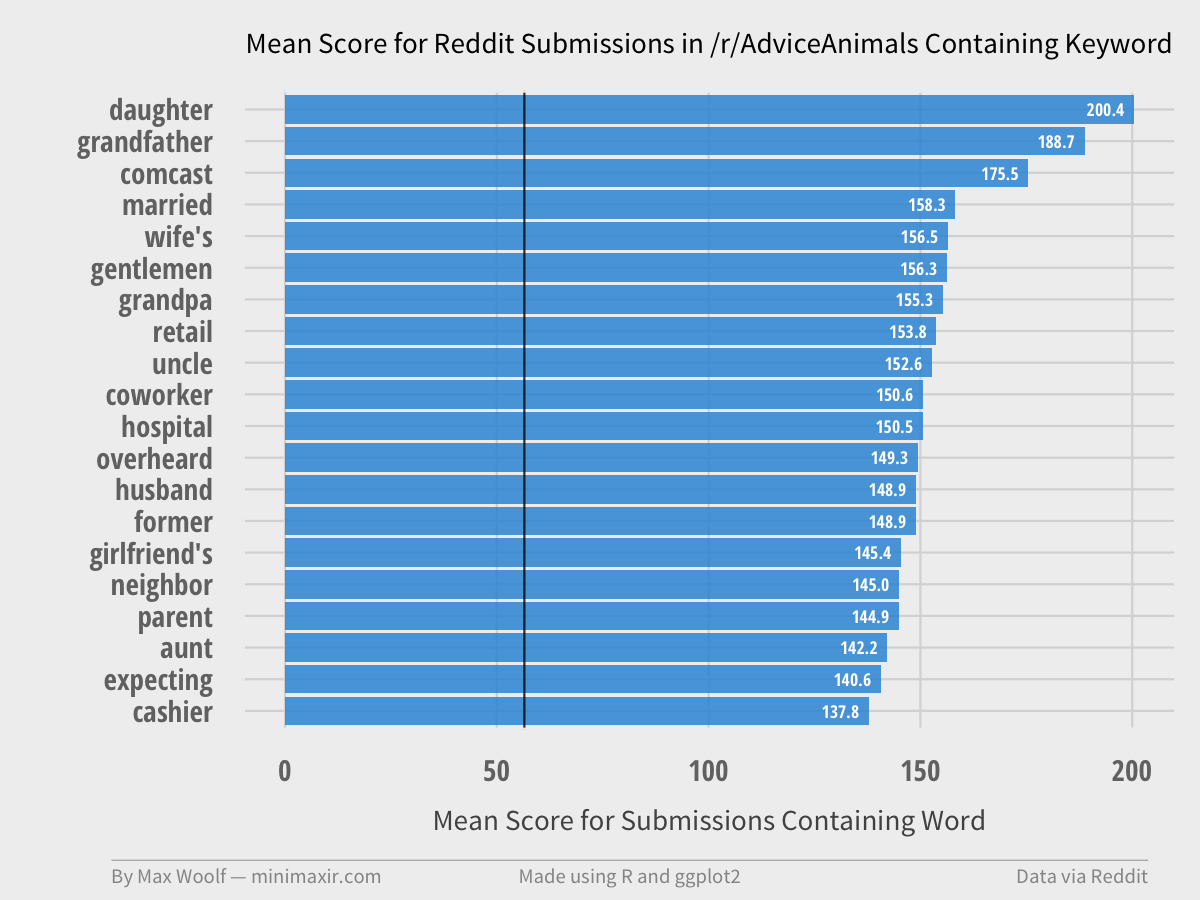 Mean Score for Reddit Submissions in /r/AdviceAnimals Containing Keyword
daughter 200.4
grandfather 188.7
comcast 175.5
married 158.3
wife's 156.5
gentlemen 156.3
grandpa 155.3
retail 153.8
uncle 152.6
coworker 150.6
hospital 150.5
overheard 149.3
husband 148.9
former 148.9
girlfriend's 145.4
neighbor 145.0
parent 144.9
aunt 142.2
expecting 140.6
cashier 137.8
0 50 100 150 200
Mean Score for Submissions Containing Word
By Max Woolf — minimaxir.com Made using R and ggplot2 Data via Reddit